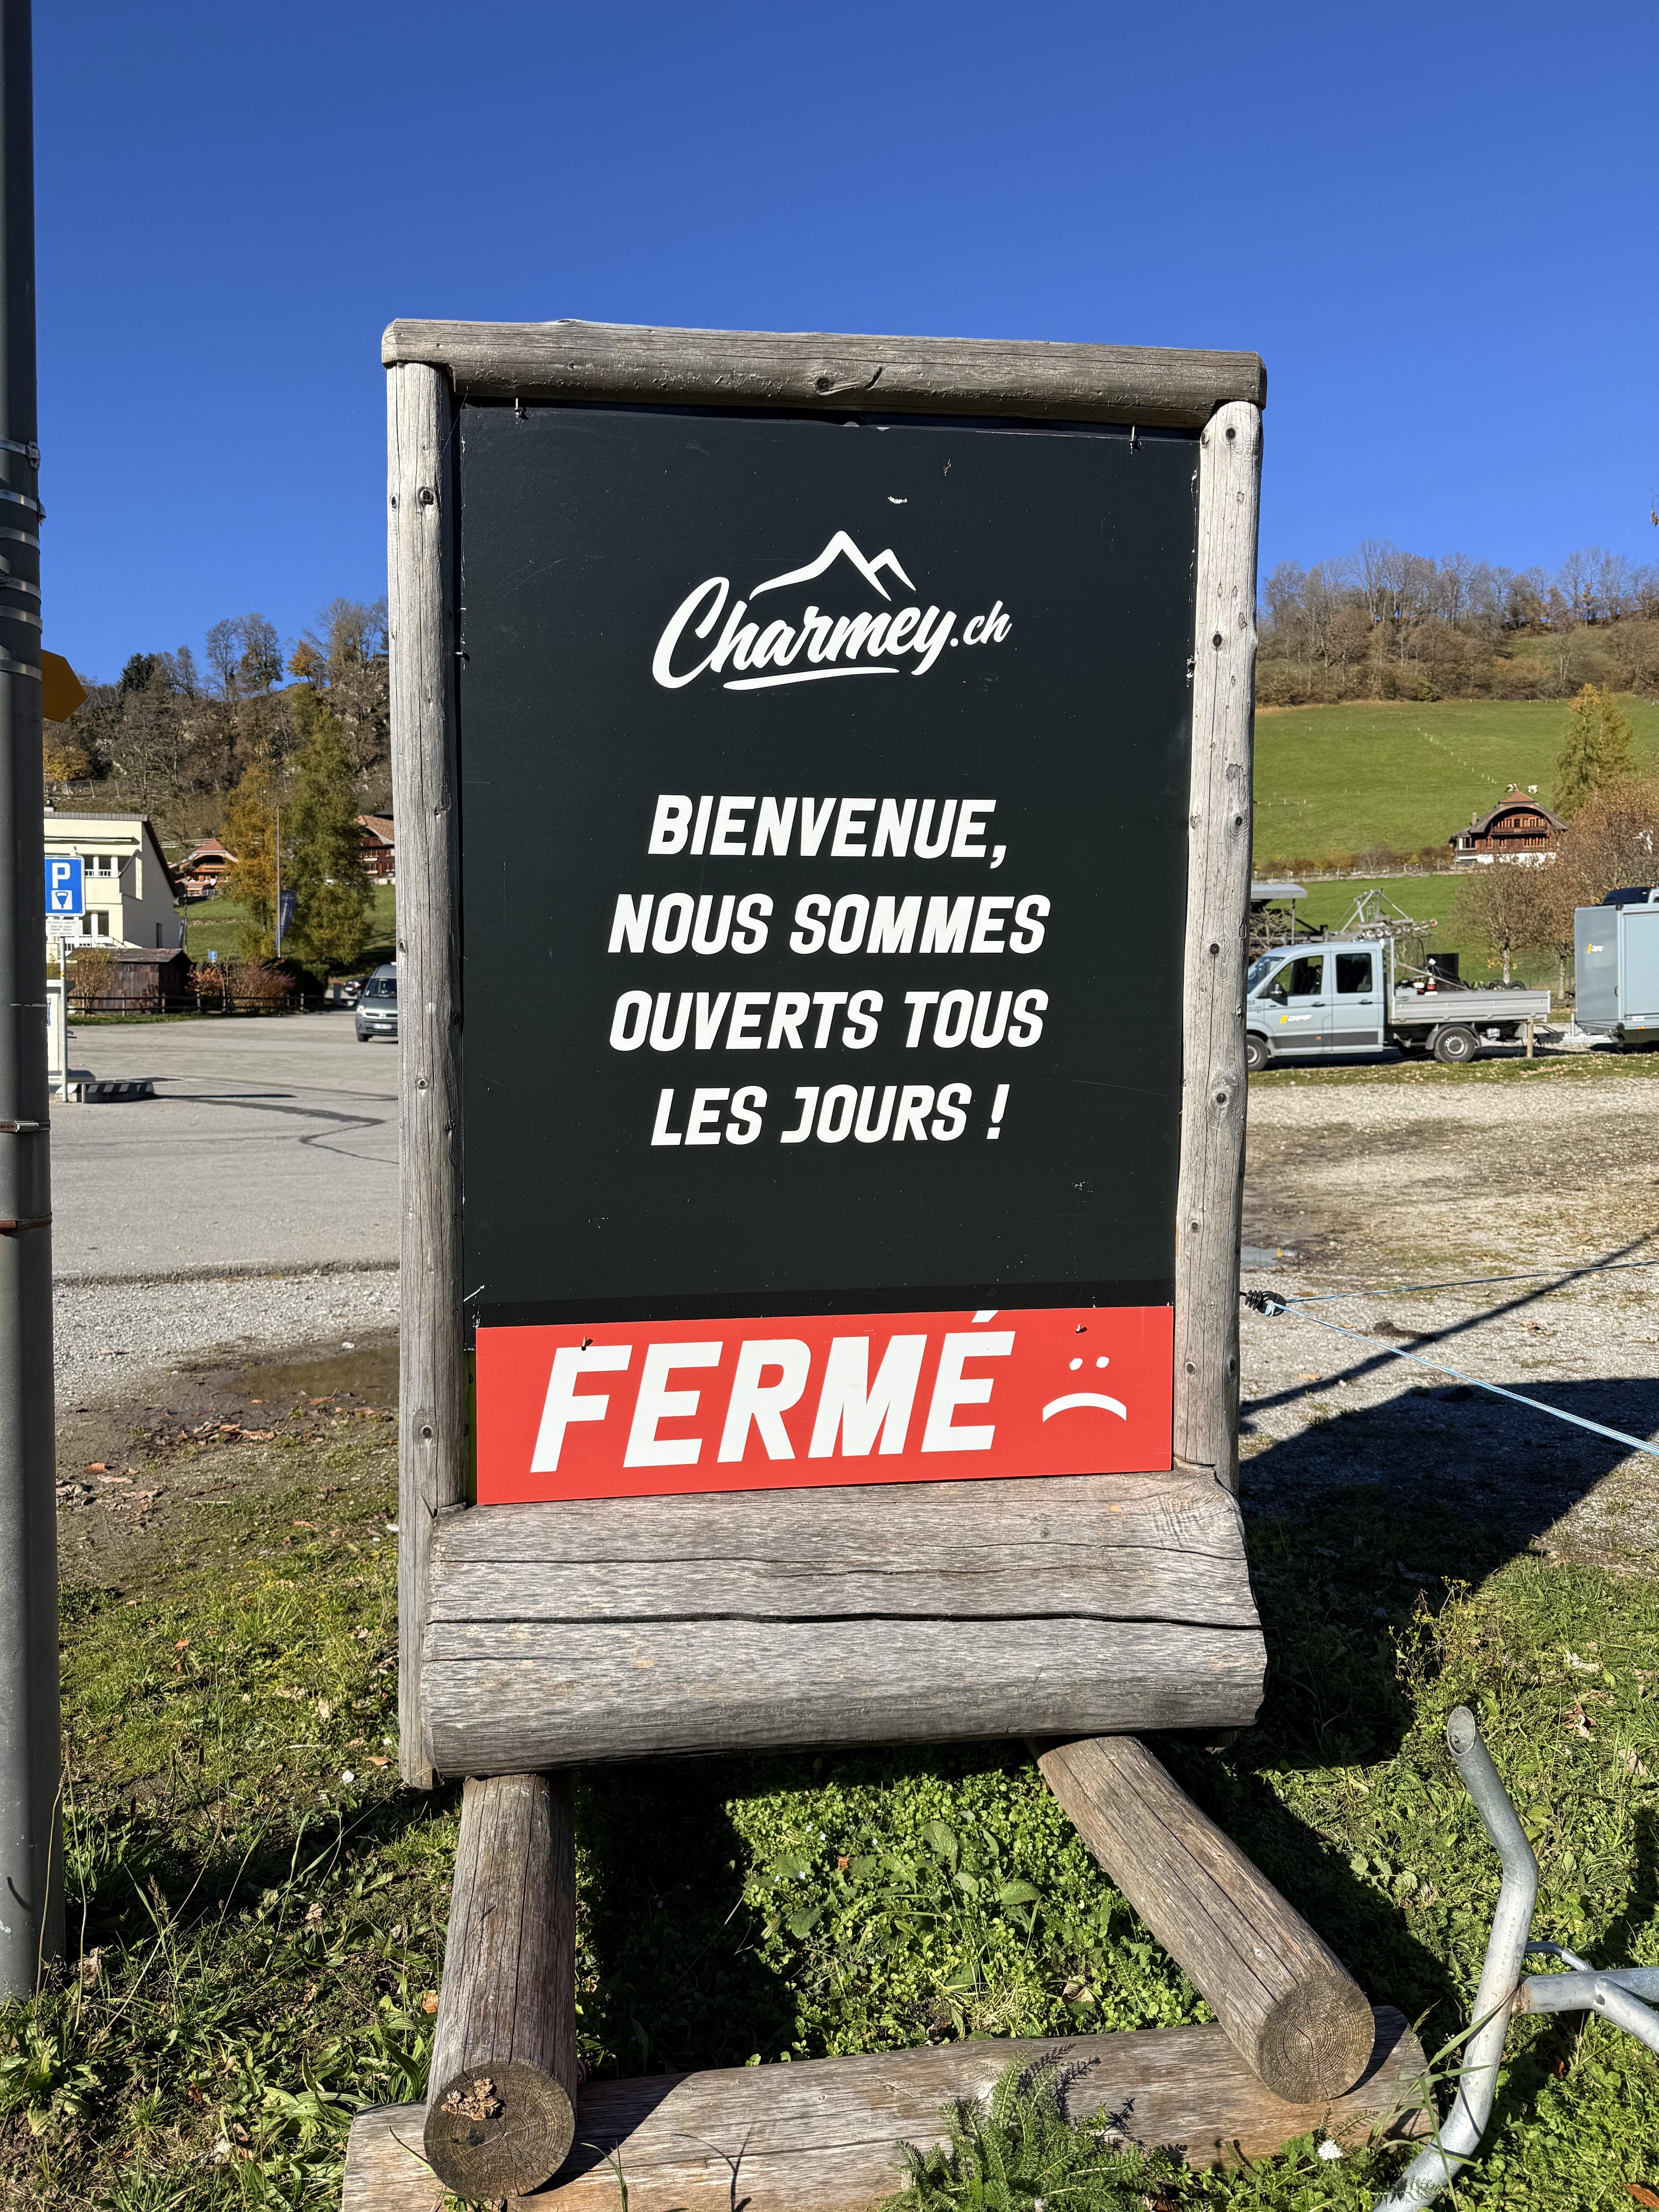 Charmey.ch
BIENVENUE,
NOUS SOMMES
OUVERTS TOUS
LES JOURS !
FERMÉ :(
P